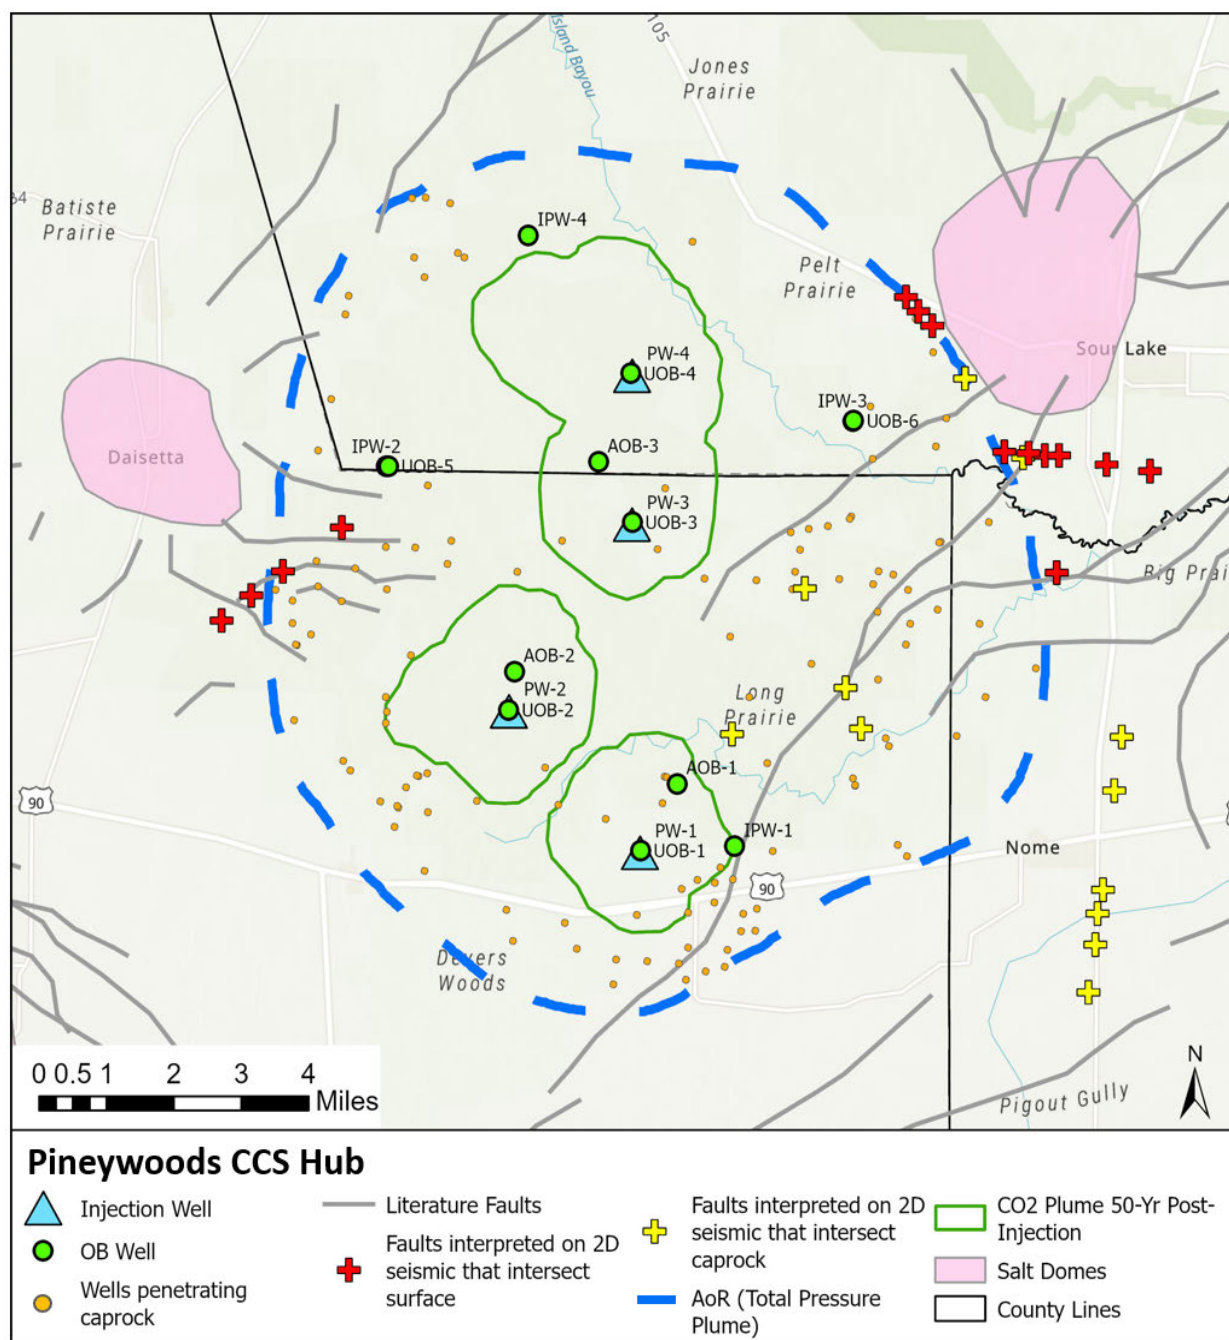 105
Island Bayou
Jones
Prairie
84
Batiste
Prairie
IPW-4
Pelt
Prairie
PW-4
UOB-4
Sour Lake
IPW-3
UOB-6
Daisetta
IPW-2
UOB-5
AOB-3
PW-3
UOB-3
Big Prai
AOB-2
PW-2
UOB-2
Long
Prairie
AOB-1
90
PW-1
UOB-1
IPW-1
Nome
90
Devers
Woods
0 0.5 1 2 3 4
Miles
N
Pigout Gully
Pineywoods CCS Hub
Injection Well
OB Well
Wells penetrating
caprock
Literature Faults
Faults interpreted on 2D
seismic that intersect
surface
Faults interpreted on 2D
seismic that intersect
caprock
AoR (Total Pressure
Plume)
CO2 Plume 50-Yr Post-
Injection
Salt Domes
County Lines